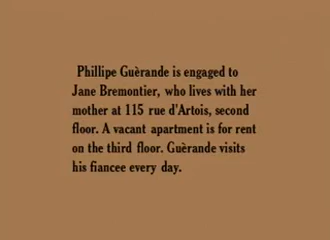 Phillipe Guèrande is engaged to
Jane Bremontier, who lives with her
mother at 115 rue d'Artois, second
floor. A vacant apartment is for rent
on the third floor. Guèrande visits
his fiancee every day.